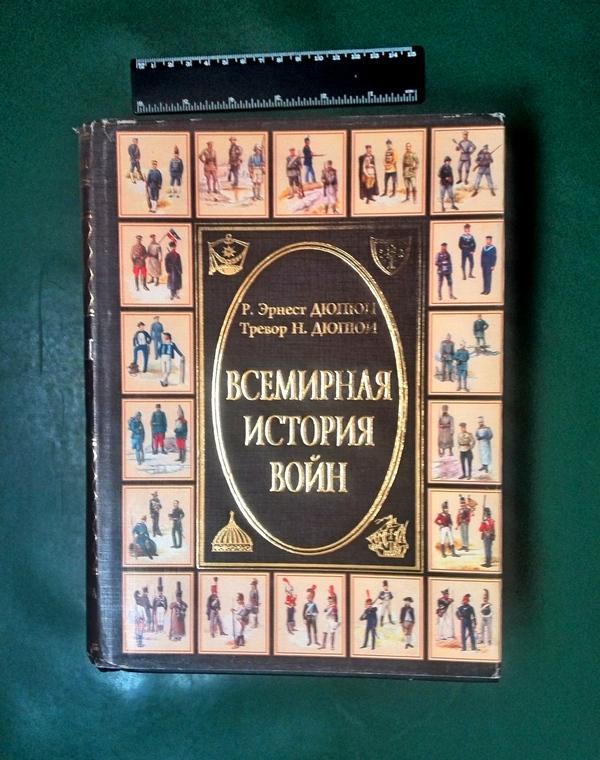 Р. Эрнест ДЮПЮИ
Тревор Н. ДЮПЮИ
ВСЕМИРНАЯ
ИСТОРИЯ
ВОЙН